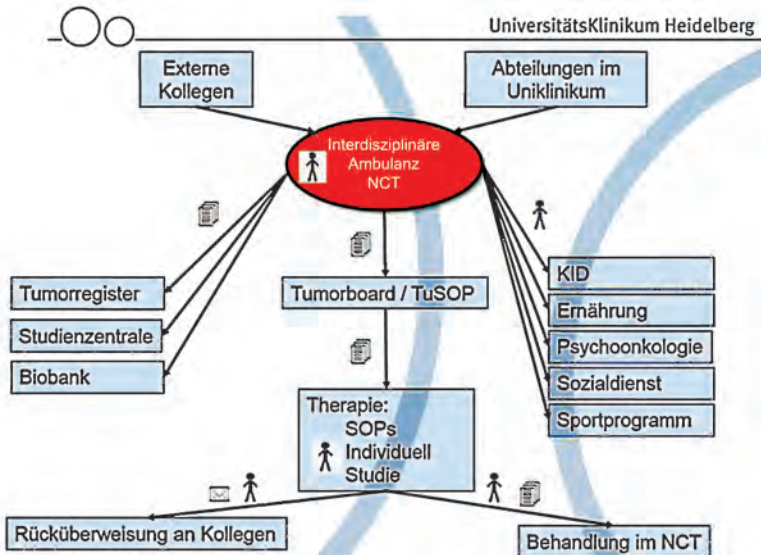 UniversitätsKlinikum Heidelberg
Externe
Kollegen
Abteilungen im
Uniklinikum
Interdisziplinäre
Ambulanz
NCT
Tumorregister
Studienzentrale
Biobank
Tumorboard / TuSOP
KID
Ernährung
Psychoonkologie
Sozialdienst
Sportprogramm
Therapie:
SOPs
Individuell
Studie
Rücküberweisung an Kollegen
Behandlung im NCT